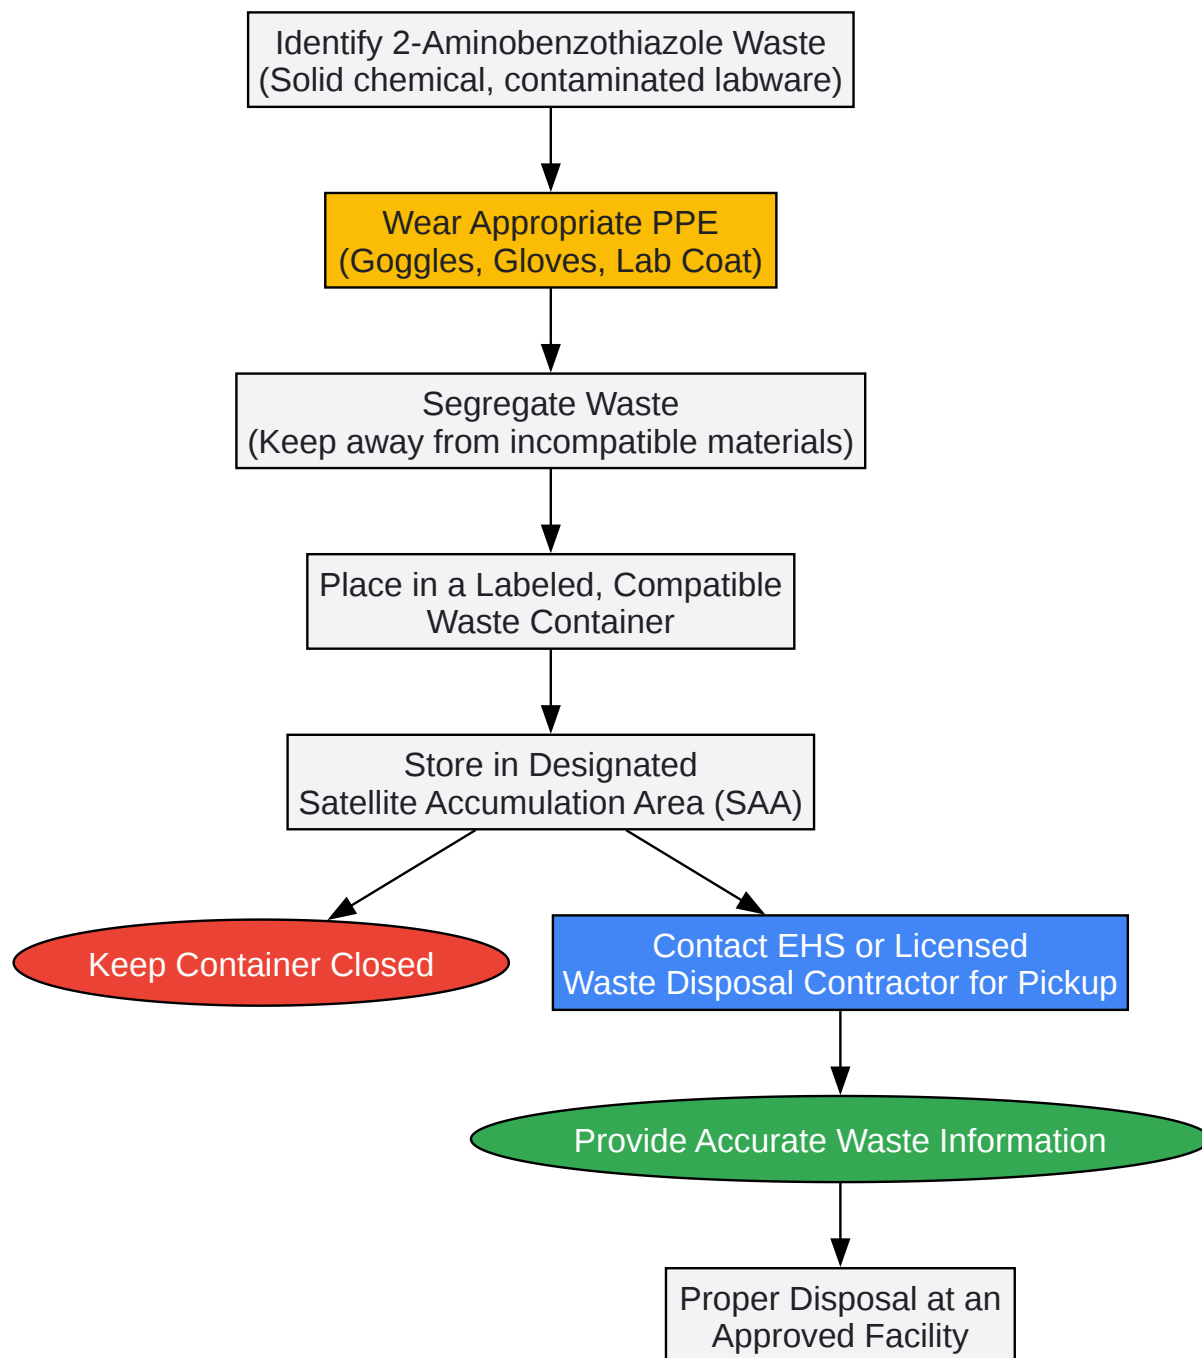 Identify 2-Aminobenzothiazole Waste
(Solid chemical, contaminated labware)
Wear Appropriate PPE
(Goggles, Gloves, Lab Coat)
Segregate Waste
(Keep away from incompatible materials)
Place in a Labeled, Compatible
Waste Container
Store in Designated
Satellite Accumulation Area (SAA)
Keep Container Closed
Contact EHS or Licensed
Waste Disposal Contractor for Pickup
Provide Accurate Waste Information
Proper Disposal at an
Approved Facility